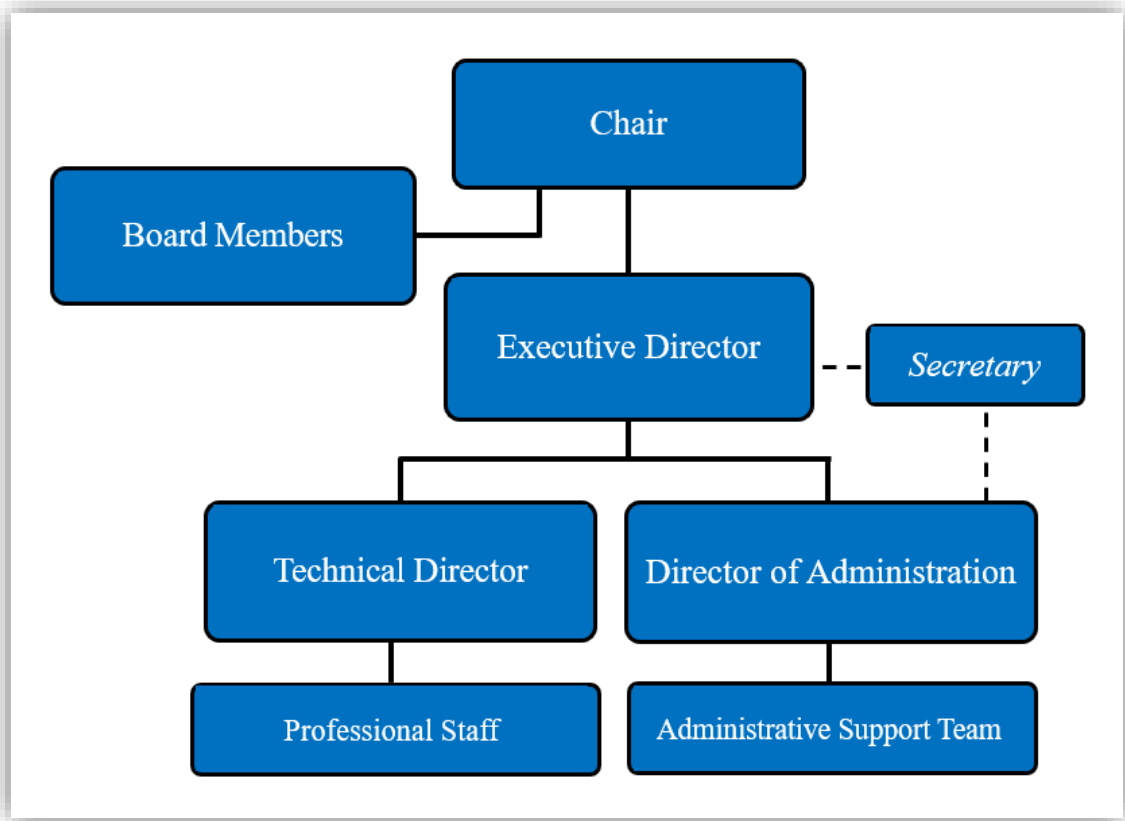 Chair
Board Members
Executive Director
Secretary
Technical Director
Director of Administration
Professional Staff
Administrative Support Team